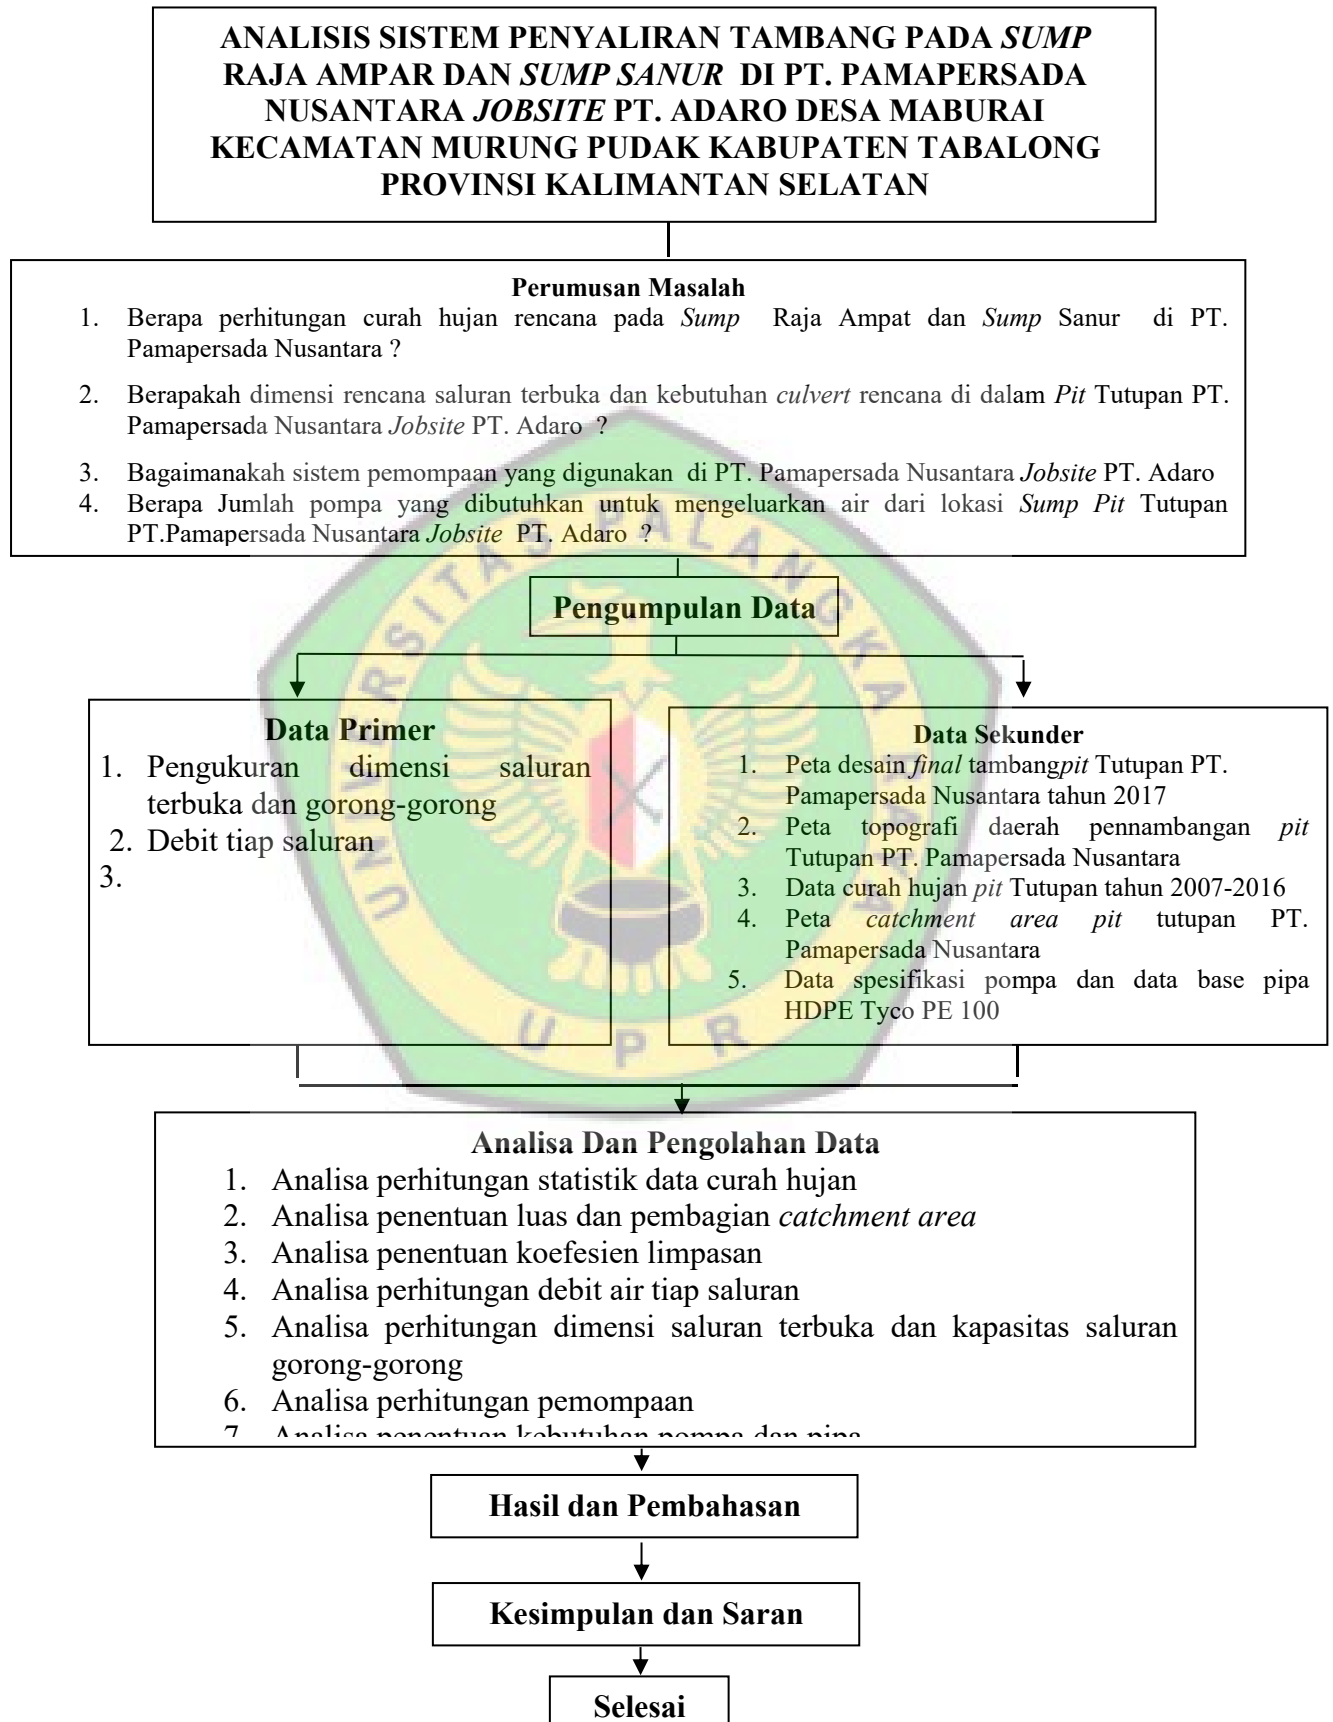 ANALISIS SISTEM PENYALIRAN TAMBANG PADA SUMP
RAJA AMPAR DAN SUMP SANUR DI PT. PAMAPERSADA
NUSANTARA JOBSITE PT. ADARO DESA MABURAI
KECAMATAN MURUNG PUDAK KABUPATEN TABALONG
PROVINSI KALIMANTAN SELATAN
Perumusan Masalah
1. Berapa perhitungan curah hujan rencana pada Sump Raja Ampat dan Sump Sanur di PT.
Pamapersada Nusantara ?
2. Berapakah dimensi rencana saluran terbuka dan kebutuhan culvert rencana di dalam Pit Tutupan PT.
Pamapersada Nusantara Jobsite PT. Adaro ?
3. Bagaimanakah sistem pemompaan yang digunakan di PT. Pamapersada Nusantara Jobsite PT. Adaro
4. Berapa Jumlah pompa yang dibutuhkan untuk mengeluarkan air dari lokasi Sump Pit Tutupan
PT.Pamapersada Nusantara Jobsite PT. Adaro ?
Pengumpulan Data
Data Primer
1. Pengukuran dimensi saluran
terbuka dan gorong-gorong
2. Debit tiap saluran
3.
Data Sekunder
1. Peta desain final tambangpit Tutupan PT.
Pamapersada Nusantara tahun 2017
2. Peta topografi daerah pennambangan pit
Tutupan PT. Pamapersada Nusantara
3. Data curah hujan pit Tutupan tahun 2007-2016
4. Peta catchment area pit tutupan PT.
Pamapersada Nusantara
5. Data spesifikasi pompa dan data base pipa
HDPE Tyco PE 100
UNIVERSITAS PALANGKA RAYA
UPR
Analisa Dan Pengolahan Data
1. Analisa perhitungan statistik data curah hujan
2. Analisa penentuan luas dan pembagian catchment area
3. Analisa penentuan koefesien limpasan
4. Analisa perhitungan debit air tiap saluran
5. Analisa perhitungan dimensi saluran terbuka dan kapasitas saluran
gorong-gorong
6. Analisa perhitungan pemompaan
7. Analisa penentuan kebutuhan pompa dan pipa
Hasil dan Pembahasan
Kesimpulan dan Saran
Selesai